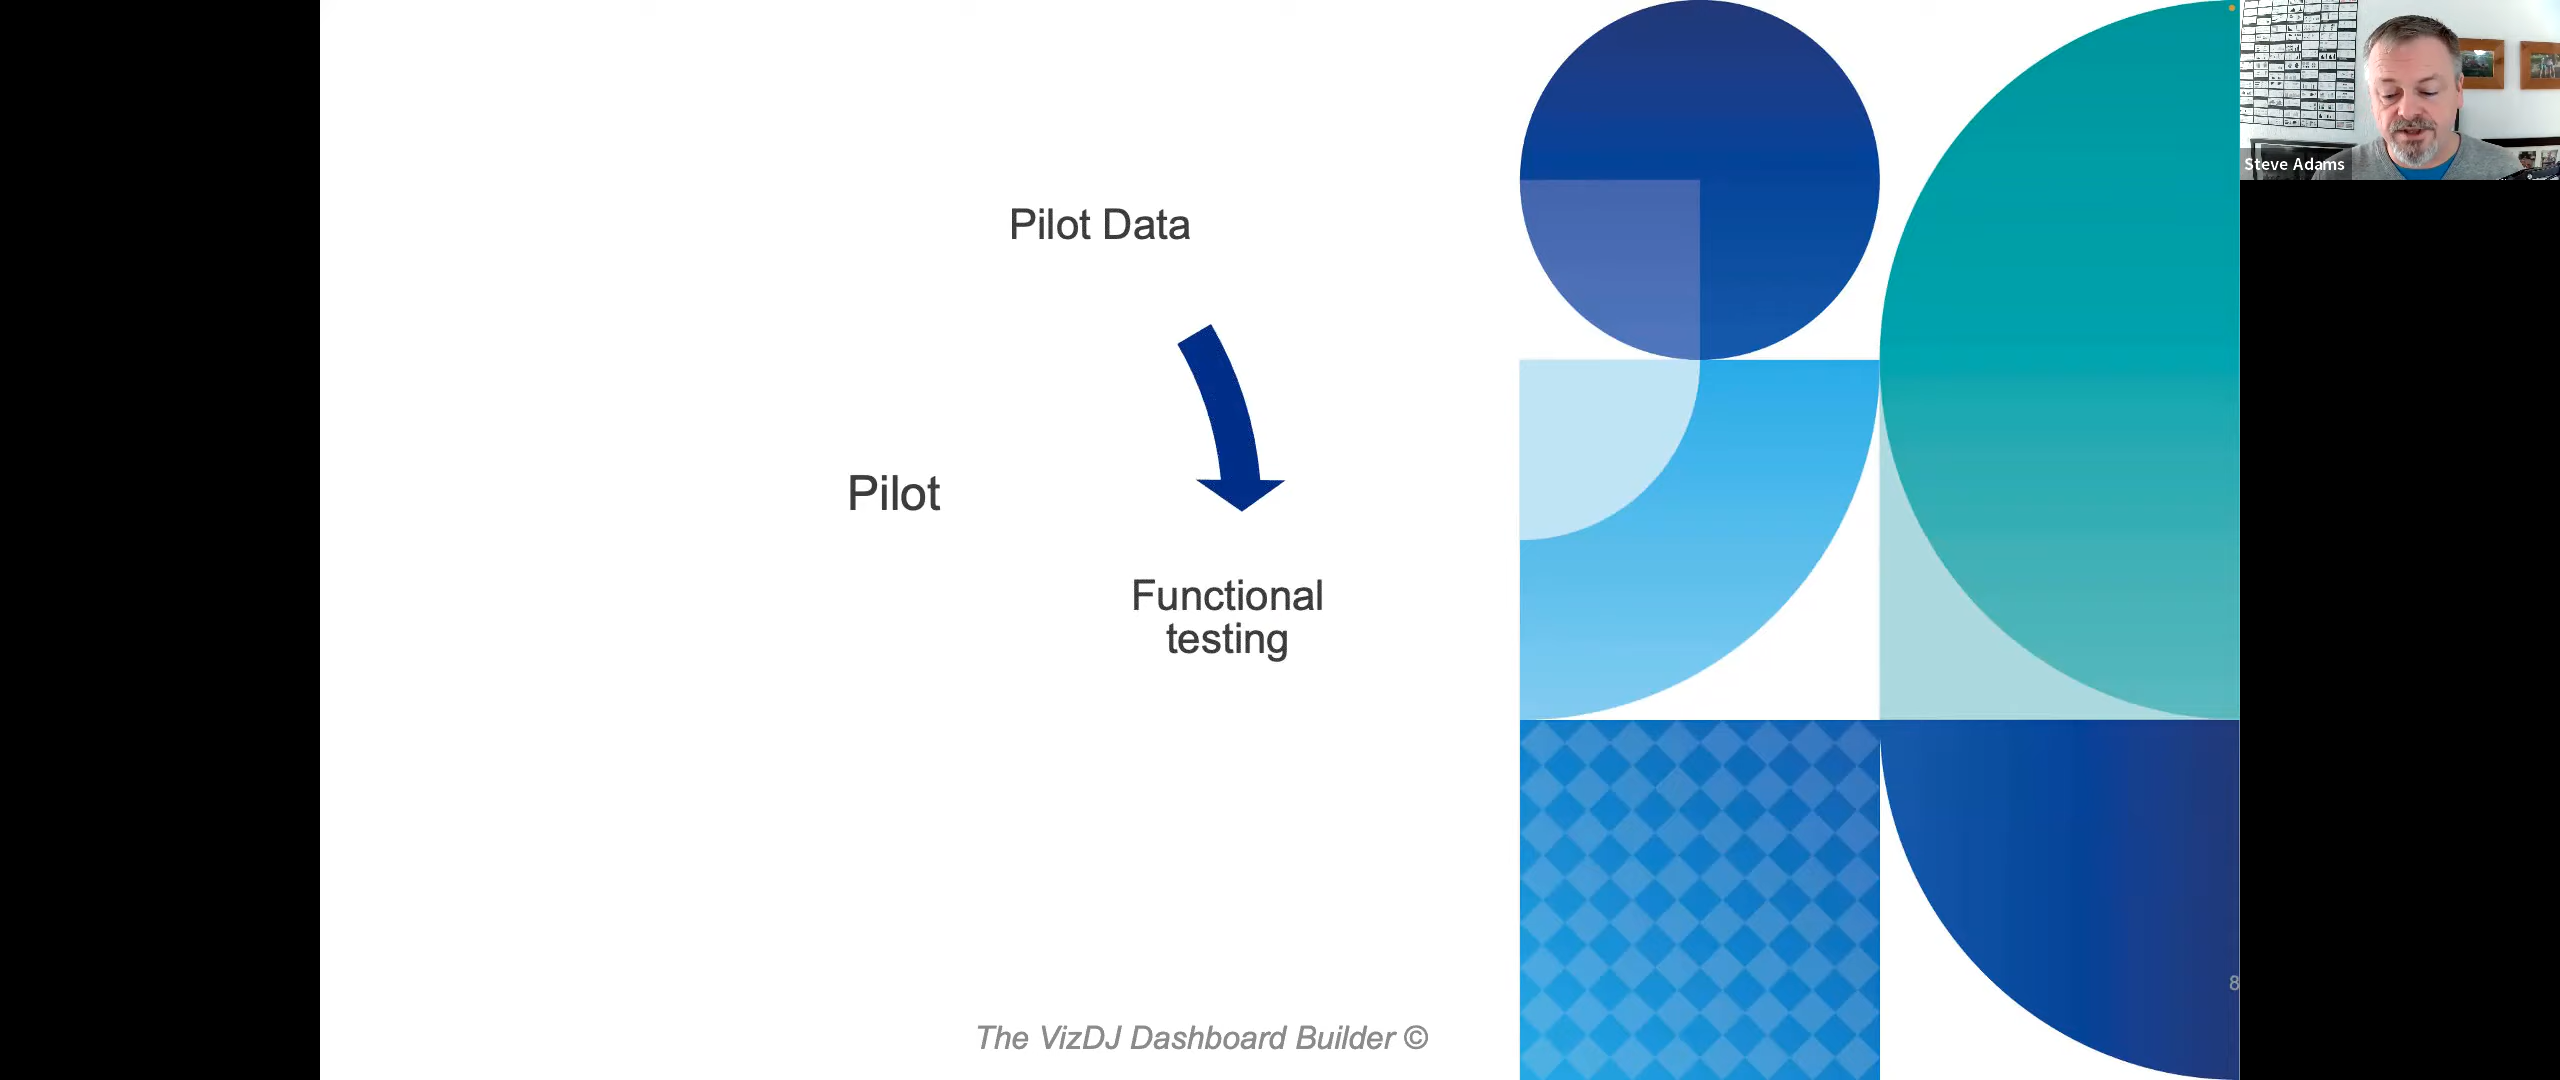 Pilot Data
Pilot
Functional
testing
The VizDJ Dashboard Builder ©
8
Steve Adams